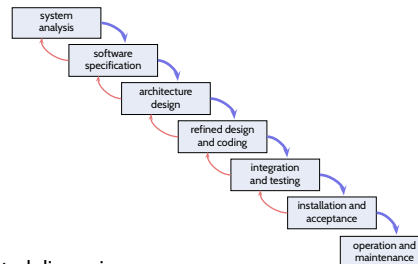 system
analysis
software
specification
architecture
design
refined design
and coding
integration
and testing
installation and
acceptance
operation and
maintenance